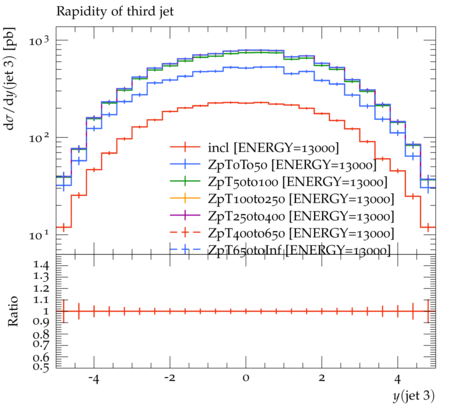 Rapidity of third jet
dσ/dy(jet 3) [pb]
10³
10²
10¹
incl [ENERGY=13000]
ZpT0To50 [ENERGY=13000]
ZpT50to100 [ENERGY=13000]
ZpT100to250 [ENERGY=13000]
ZpT250to400 [ENERGY=13000]
ZpT400to650 [ENERGY=13000]
ZpT650toInf [ENERGY=13000]
Ratio
1.4
1.3
1.2
1.1
1
0.9
0.8
0.7
0.6
0.5
-4 -2 0 2 4
y(jet 3)